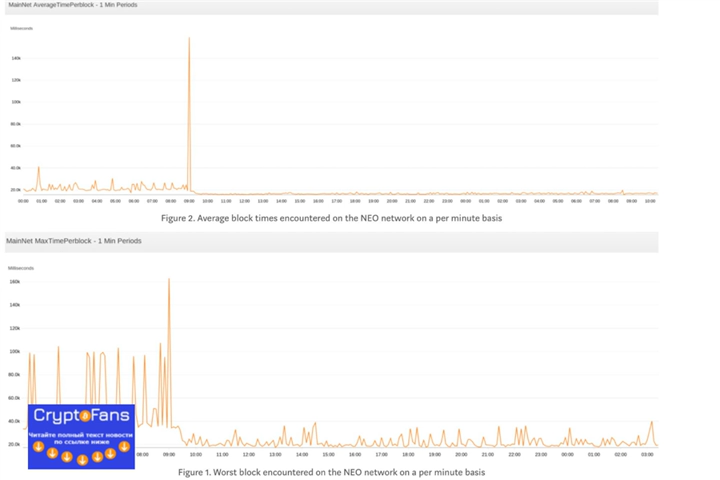 MainNet AverageTimePerblock - 1 Min Periods
Milliseconds
140k
120k
100k
80.0k
60.0k
40.0k
20.0k
00:00 01:00 02:00 03:00 04:00 05:00 06:00 07:00 08:00 09:00 10:00 11:00 12:00 13:00 14:00 15:00 16:00 17:00 18:00 19:00 20:00 21:00 22:00 23:00 00:00 01:00 02:00 03:00 04:00 05:00 06:00 07:00 08:00 09:00 10:00
Figure 2. Average block times encountered on the NEO network on a per minute basis
MainNet MaxTimePerblock - 1 Min Periods
Milliseconds
160k
140k
120k
100k
80.0k
60.0k
40.0k
20.0k
CryptoFans
Читайте полный текст новости
по ссылке ниже
08:00 09:00 10:00 11:00 12:00 13:00 14:00 15:00 16:00 17:00 18:00 19:00 20:00 21:00 22:00 23:00 00:00 01:00 02:00 03:00
Figure 1. Worst block encountered on the NEO network on a per minute basis